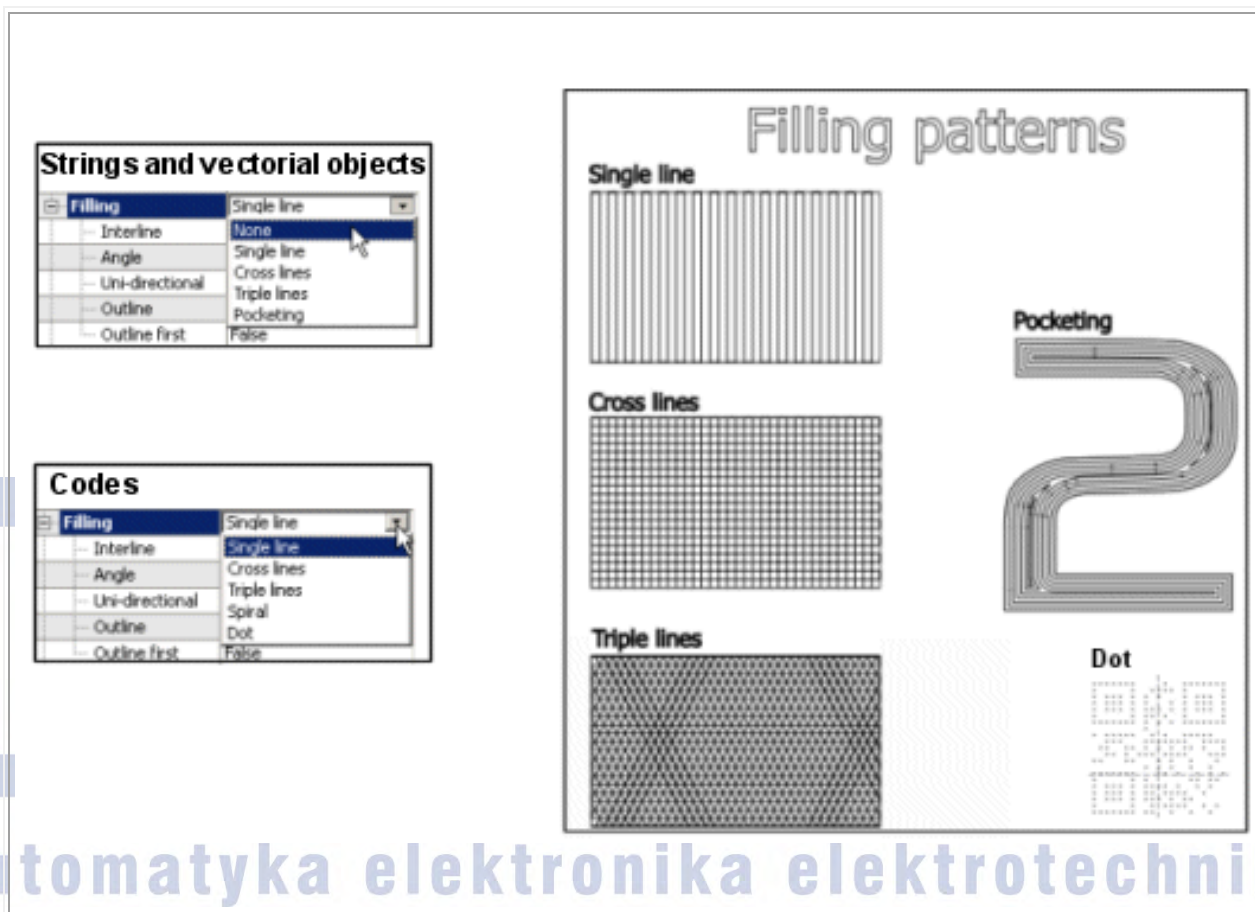 Strings and vectorial objects
Filling Single line
Interline None
Angle Single line
Uni-directional Cross lines
Outline Triple lines
Pocketing
Outline first False
Codes
Filling Single line
Interline Single line
Angle Cross lines
Uni-directional Triple lines
Outline Spiral
Dot
Outline first False
Filling patterns
Single line
Cross lines
Triple lines
Pocketing
Dot
tomatyka elektronika elektrotechni